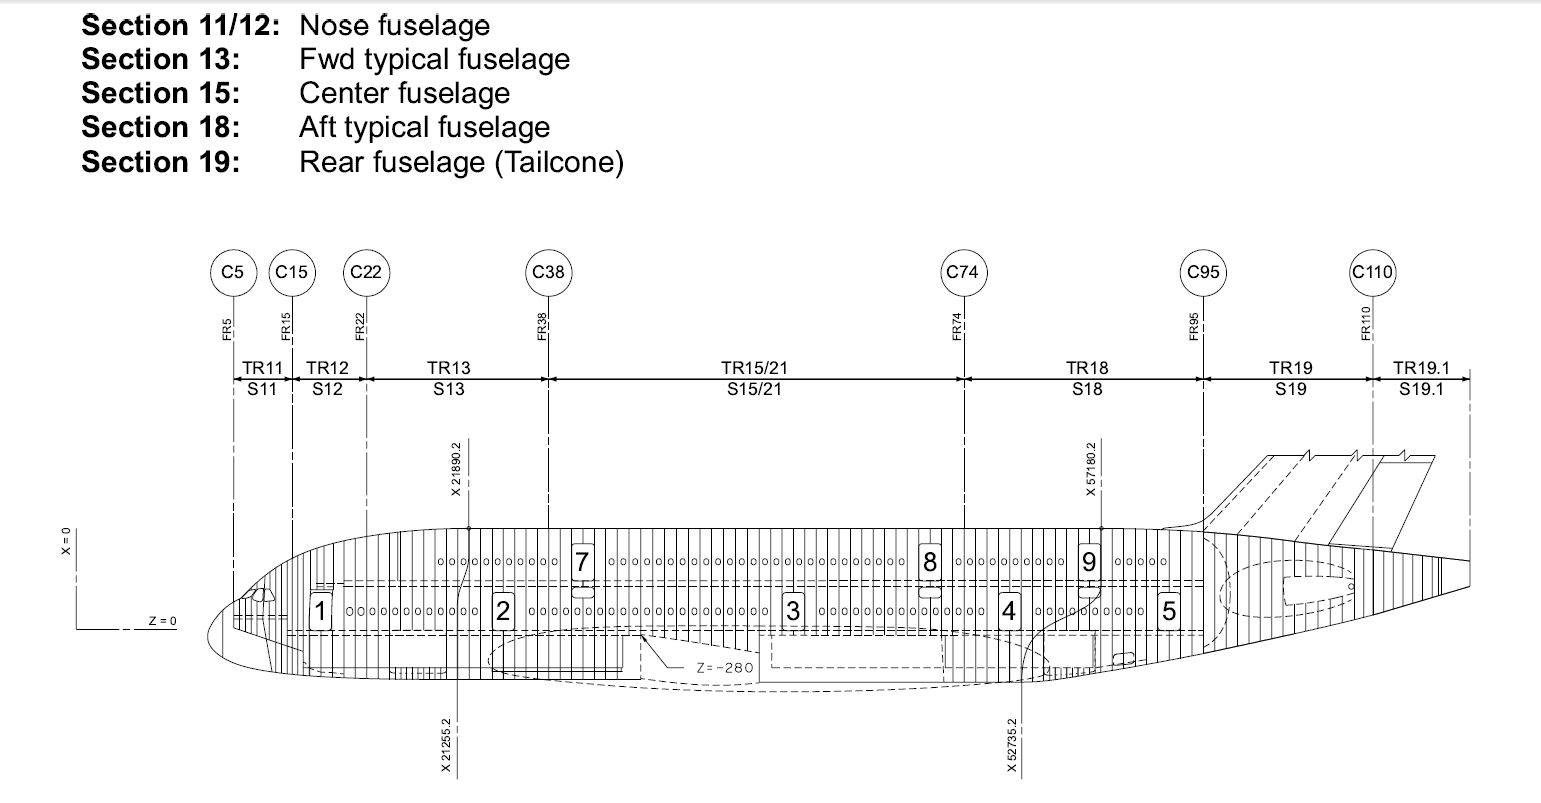 Section 11/12: Nose fuselage
Section 13: Fwd typical fuselage
Section 15: Center fuselage
Section 18: Aft typical fuselage
Section 19: Rear fuselage (Tailcone)
C5 C15 C22 C38 C74 C95 C110
FR5 FR15 FR22 FR38 FR74 FR95 FR110
TR11 TR12 TR13 TR15/21 TR18 TR19 TR19.1
S11 S12 S13 S15/21 S18 S19 S19.1
X 21890.2 X 57180.2
X = 0
7 8 9
Z = 0
1 2 3 4 5
Z=-280
X 21255.2 X 52735.2